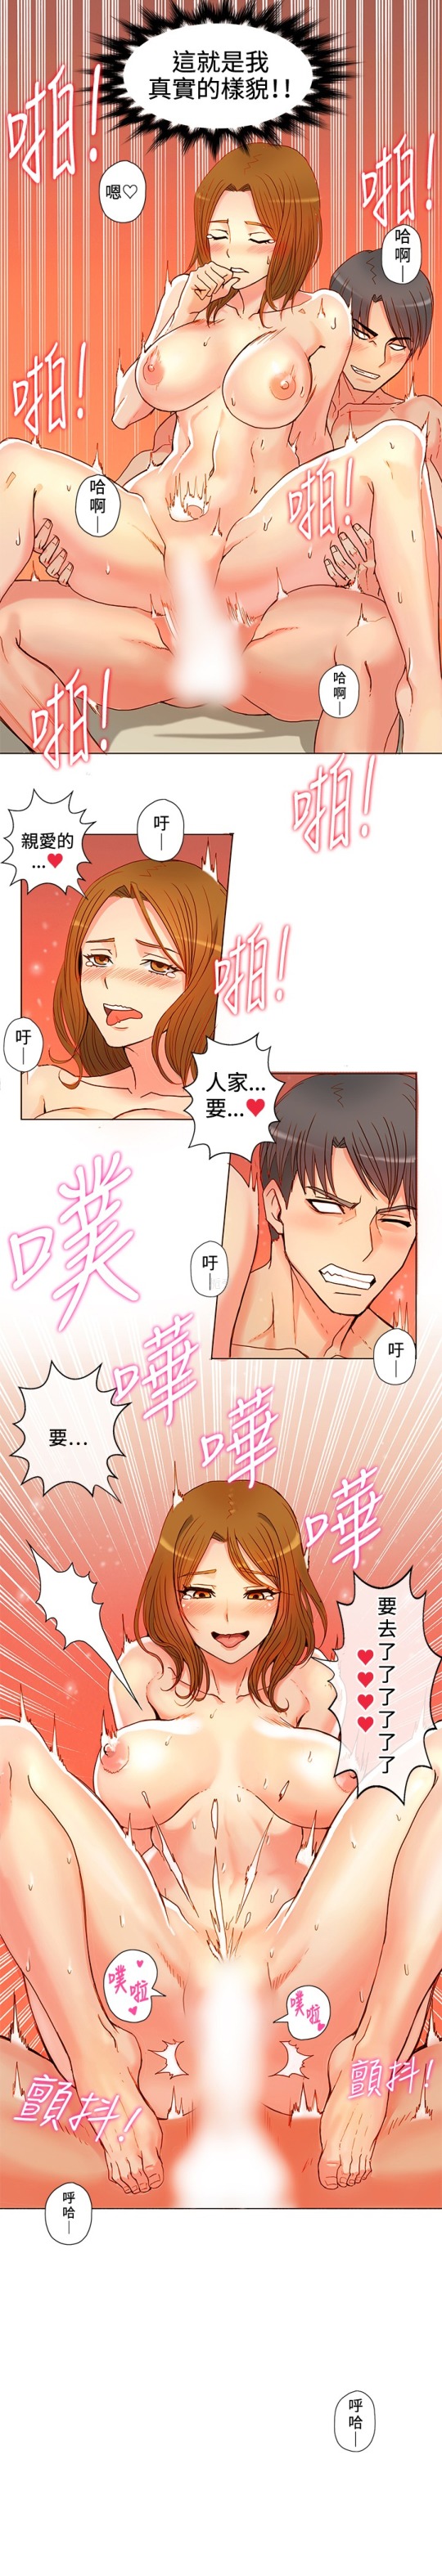 這就是我
真實的樣貌!!
啪!
嗯♡
啪!
哈
啊
—
啪!
哈
啊
—
啪!
哈
啊
—
啪!
啪!
親愛的
...♥
吁
—
啪!
吁
—
人家...
要...♥
噗
吁
—
吁
—
嘩
嘩
嘩
要...
要去了了了了了了
♥♥♥♥
噗啦
噗啦
顫抖!
顫抖!
呼
哈
—
呼
哈
—